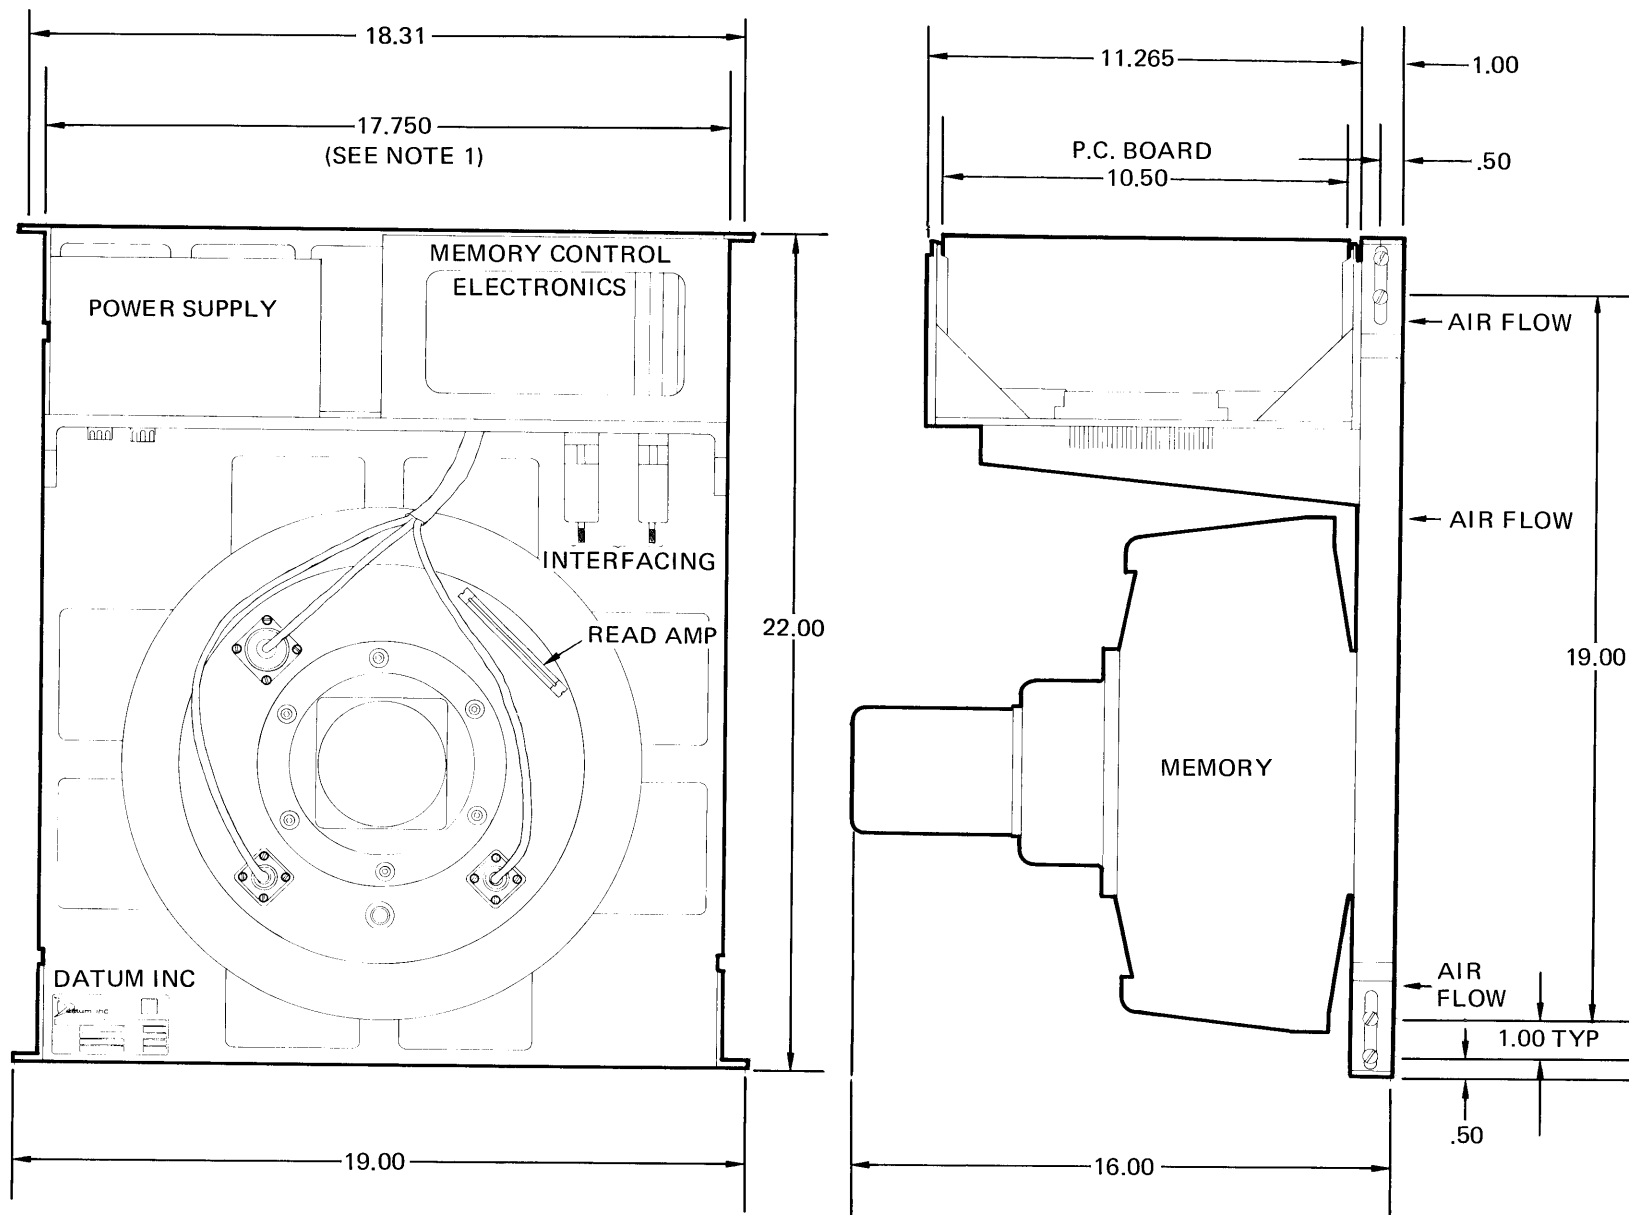 18.31
17.750
(SEE NOTE 1)
MEMORY CONTROL
ELECTRONICS
POWER SUPPLY
INTERFACING
READ AMP
22.00
DATUM INC
datum inc
19.00
11.265
1.00
P.C. BOARD
10.50
.50
AIR FLOW
AIR FLOW
19.00
MEMORY
AIR
FLOW
1.00 TYP
.50
16.00